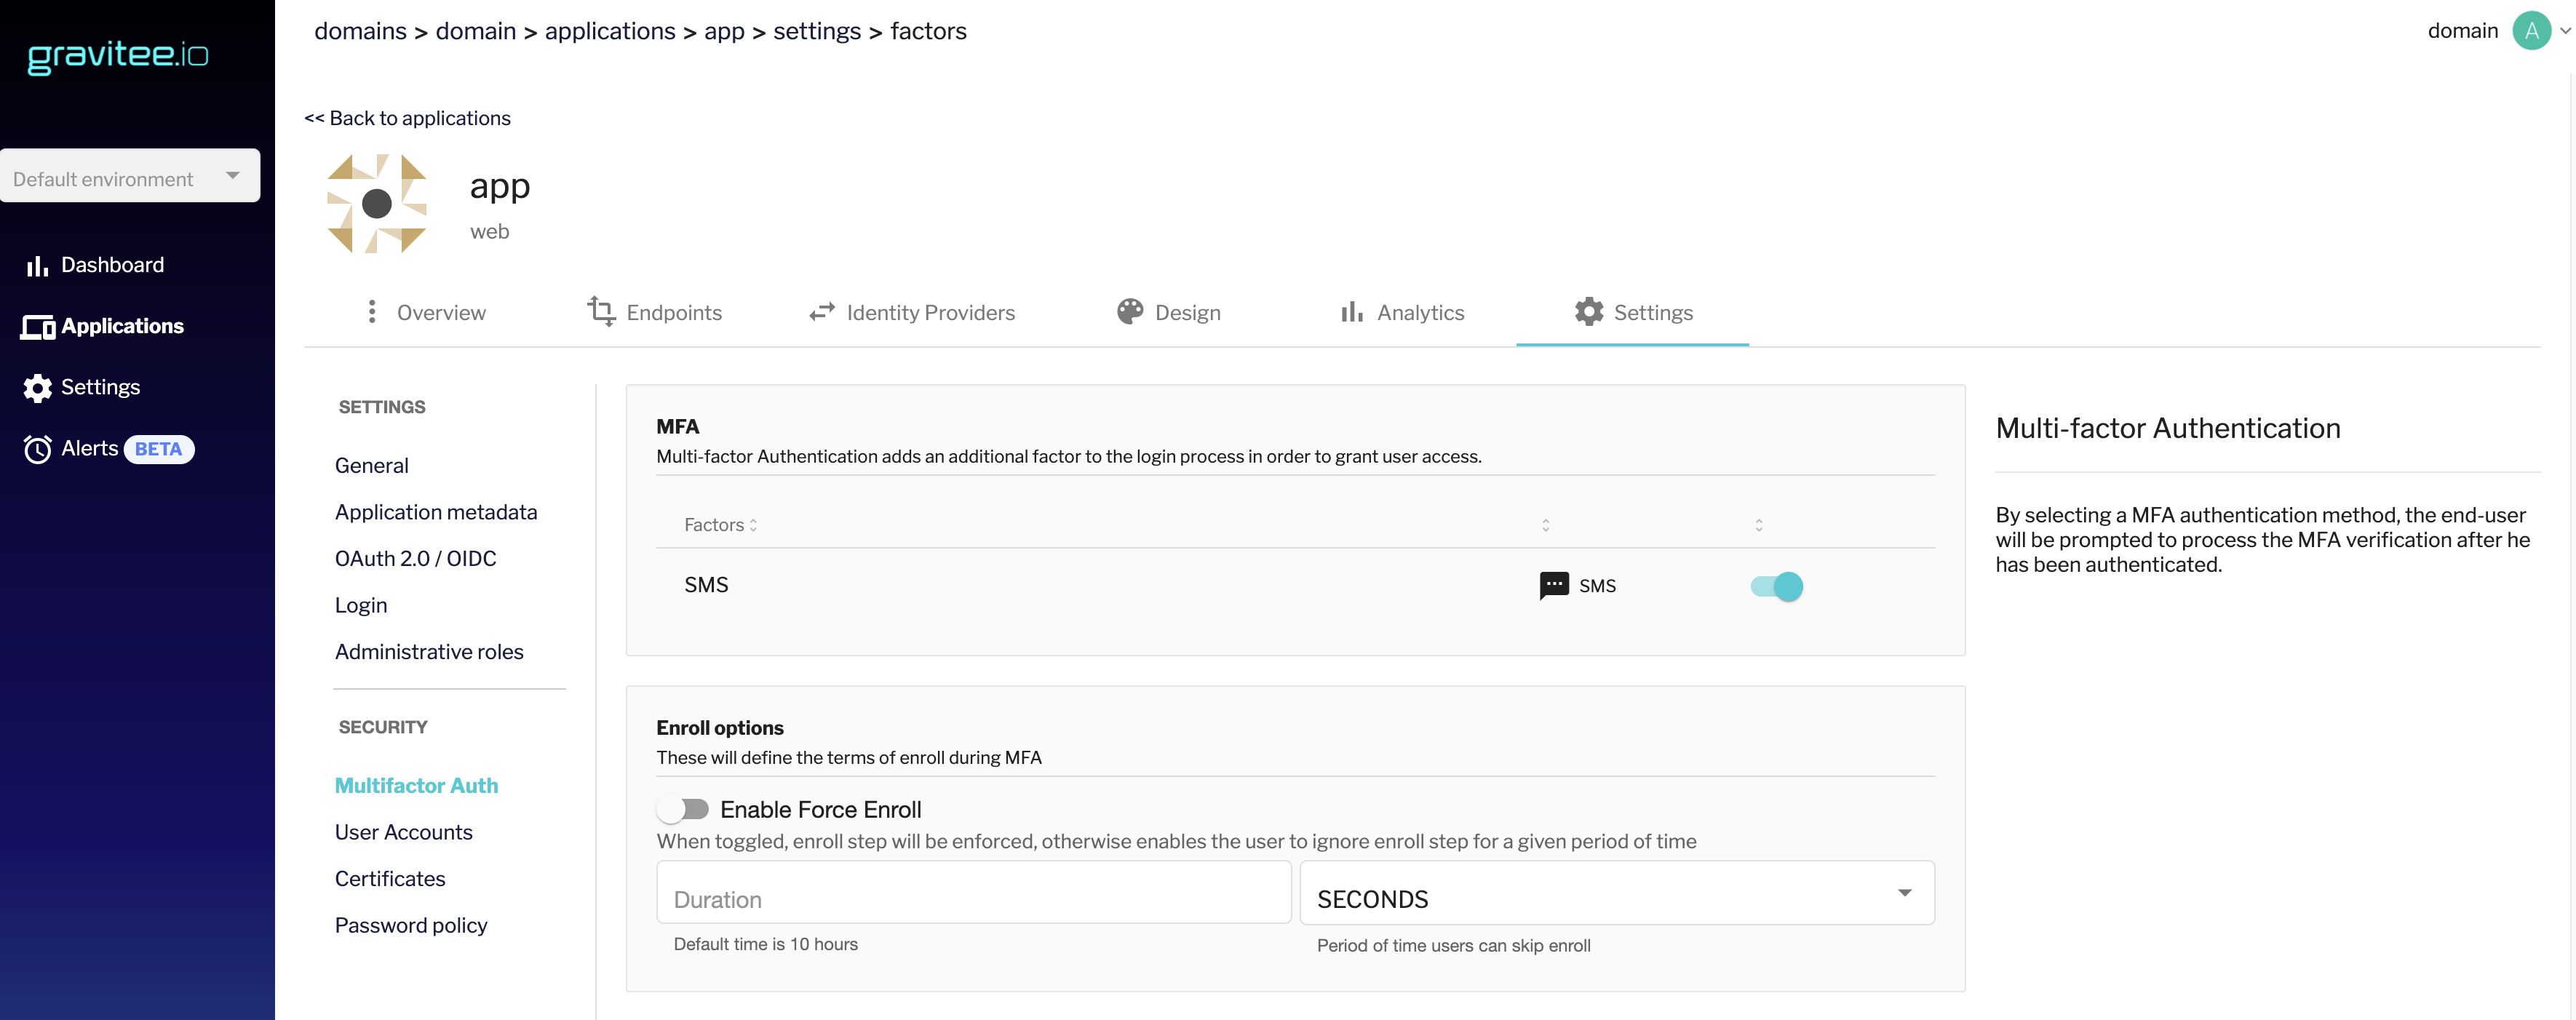 gravitee.io
Default environment
Dashboard
Applications
Settings
Alerts BETA
domains > domain > applications > app > settings > factors
domain A
<< Back to applications
app
web
Overview
Endpoints
Identity Providers
Design
Analytics
Settings
SETTINGS
General
Application metadata
OAuth 2.0 / OIDC
Login
Administrative roles
SECURITY
Multifactor Auth
User Accounts
Certificates
Password policy
MFA
Multi-factor Authentication adds an additional factor to the login process in order to grant user access.
Factors
SMS SMS
Enroll options
These will define the terms of enroll during MFA
Enable Force Enroll
When toggled, enroll step will be enforced, otherwise enables the user to ignore enroll step for a given period of time
Duration
SECONDS
Default time is 10 hours
Period of time users can skip enroll
Multi-factor Authentication
By selecting a MFA authentication method, the end-user
will be prompted to process the MFA verification after he
has been authenticated.